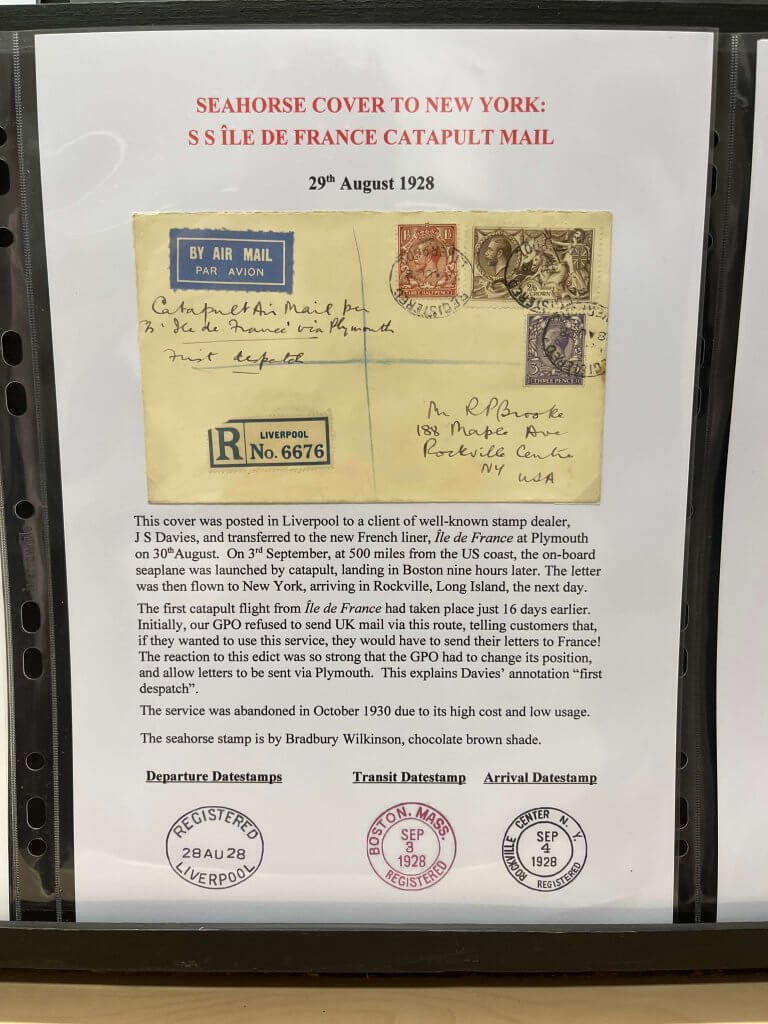 SEAHORSE COVER TO NEW YORK:
S S ÎLE DE FRANCE CATAPULT MAIL
29th August 1928
BY AIR MAIL
PAR AVION
THREE HALFPENCE
REGISTERED
2/6
CROWN
THREE PENCE
Catapult Air Mail per
'Ile de France' via Plymouth
First despatch
R LIVERPOOL
No. 6676
Mr R P Brooke
188 Maple Ave
Rockville Centre
NY
USA
This cover was posted in Liverpool to a client of well-known stamp dealer,
J S Davies, and transferred to the new French liner, Île de France at Plymouth
on 30thAugust. On 3rd September, at 500 miles from the US coast, the on-board
seaplane was launched by catapult, landing in Boston nine hours later. The letter
was then flown to New York, arriving in Rockville, Long Island, the next day.
The first catapult flight from Île de France had taken place just 16 days earlier.
Initially, our GPO refused to send UK mail via this route, telling customers that,
if they wanted to use this service, they would have to send their letters to France!
The reaction to this edict was so strong that the GPO had to change its position,
and allow letters to be sent via Plymouth. This explains Davies' annotation “first
despatch”.
The service was abandoned in October 1930 due to its high cost and low usage.
The seahorse stamp is by Bradbury Wilkinson, chocolate brown shade.
Departure Datestamps
Transit Datestamp
Arrival Datestamp
REGISTERED
28 AU 28
LIVERPOOL
BOSTON, MASS.
SEP
3
1928
REGISTERED
ROCKVILLE CENTER N. Y.
SEP
4
1928
REGISTERED